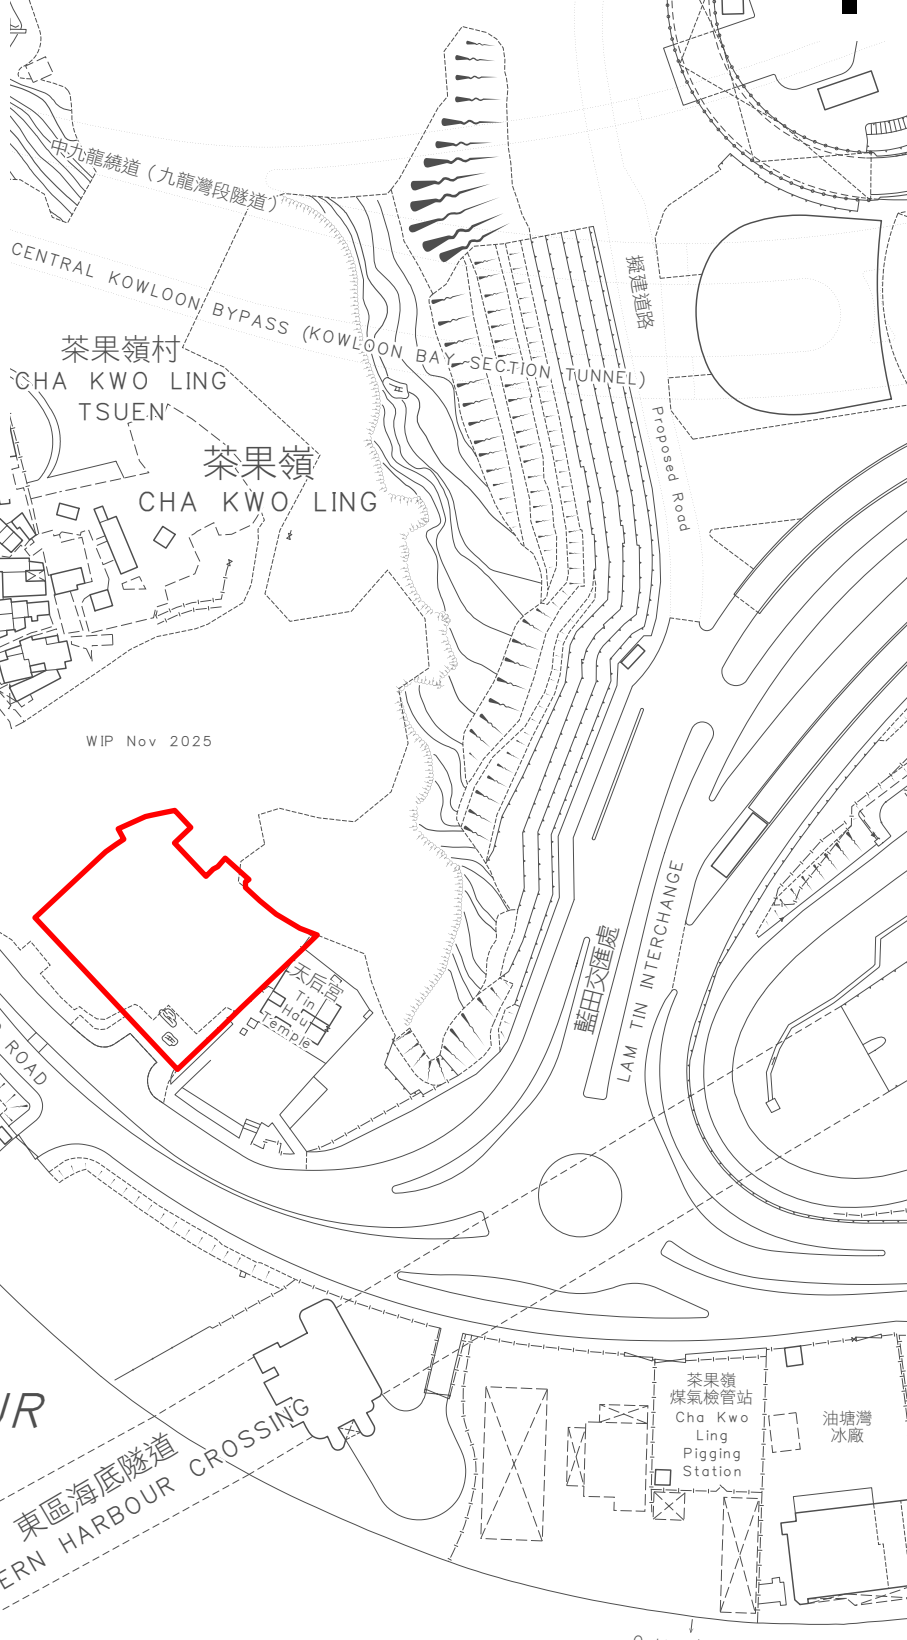 中九龍繞道（九龍灣段隧道）
CENTRAL KOWLOON BYPASS (KOWLOON BAY SECTION TUNNEL)
擬建道路
Proposed Road
茶果嶺村
CHA KWO LING
TSUEN
茶果嶺
CHA KWO LING
WIP Nov 2025
天后宮
Tin
Hau
Temple
藍田交匯處
LAM TIN INTERCHANGE
ROAD
UR
東區海底隧道
ERN HARBOUR CROSSING
茶果嶺
煤氣檢管站
Cha Kwo
Ling
Pigging
Station
油塘灣
冰廠